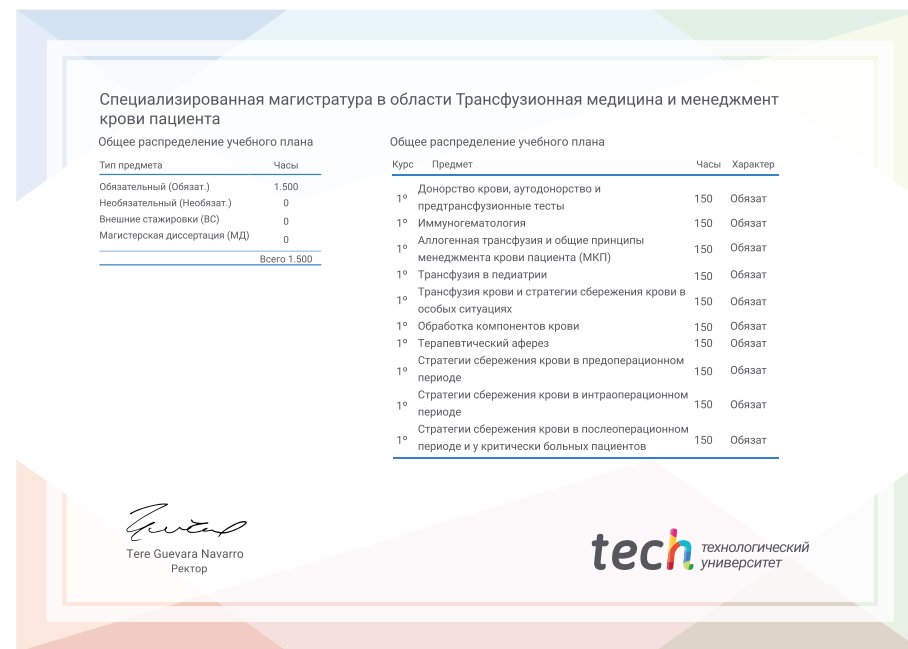 Специализированная магистратура в области Трансфузионная медицина и менеджмент
крови пациента
Общее распределение учебного плана
Тип предмета Часы
Обязательный (Обязат.) 1.500
Необязательный (Необязат.) 0
Внешние стажировки (ВС) 0
Магистерская диссертация (МД) 0
Всего 1.500
Общее распределение учебного плана
Курс Предмет Часы Характер
1º Донорство крови, аутодонорство и
предтрансфузионные тесты 150 Обязат
1º Иммуногематология 150 Обязат
Аллогенная трансфузия и общие принципы
1º менеджмента крови пациента (МКП) 150 Обязат
1º Трансфузия в педиатрии 150 Обязат
1º Трансфузия крови и стратегии сбережения крови в
особых ситуациях 150 Обязат
1º Обработка компонентов крови 150 Обязат
1º Терапевтический аферез 150 Обязат
1º Стратегии сбережения крови в предоперационном
периоде 150 Обязат
1º Стратегии сбережения крови в интраоперационном
периоде 150 Обязат
1º Стратегии сбережения крови в послеоперационном
периоде и у критически больных пациентов 150 Обязат
Tere Guevara Navarro
Ректор
tech технологический
университет